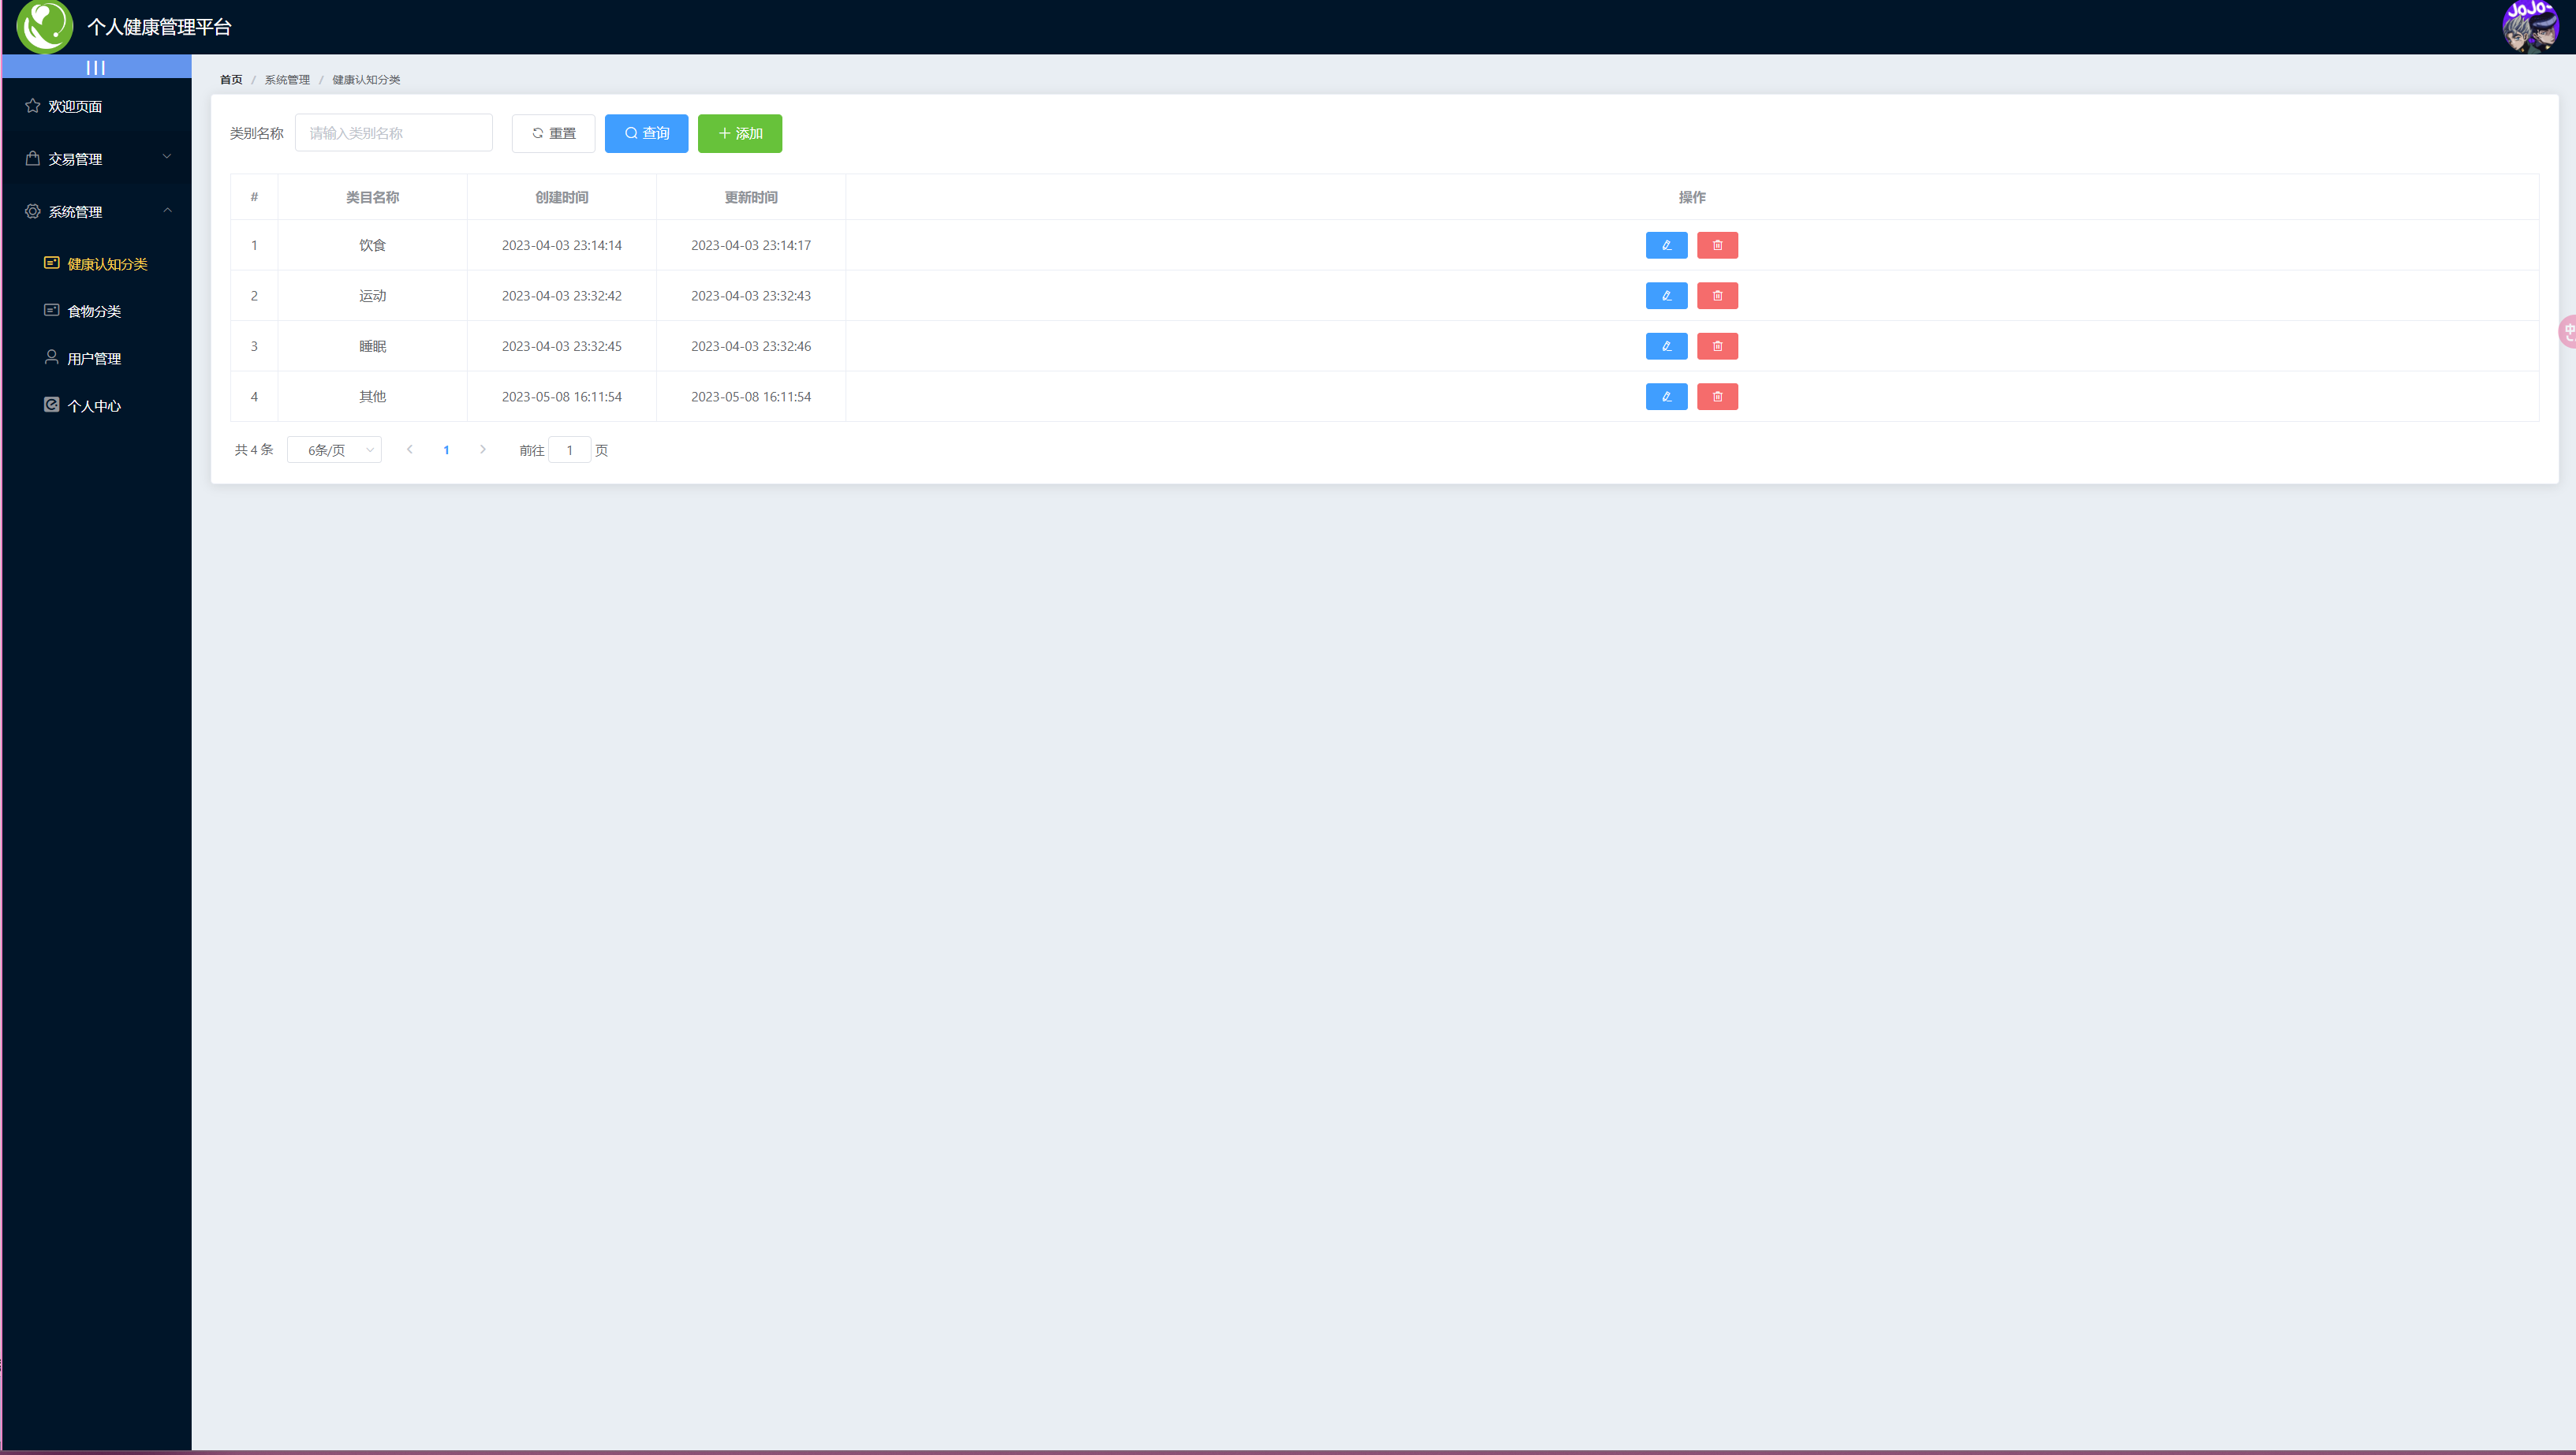 个人健康管理平台
JoJo
|||
首页 / 系统管理 / 健康认知分类
欢迎页面
交易管理
系统管理
健康认知分类
食物分类
用户管理
个人中心
类别名称 请输入类别名称 重置 查询 添加
# 类目名称 创建时间 更新时间 操作
1 饮食 2023-04-03 23:14:14 2023-04-03 23:14:17
2 运动 2023-04-03 23:32:42 2023-04-03 23:32:43
3 睡眠 2023-04-03 23:32:45 2023-04-03 23:32:46
4 其他 2023-05-08 16:11:54 2023-05-08 16:11:54
共 4 条 6条/页 1 前往 1 页
中